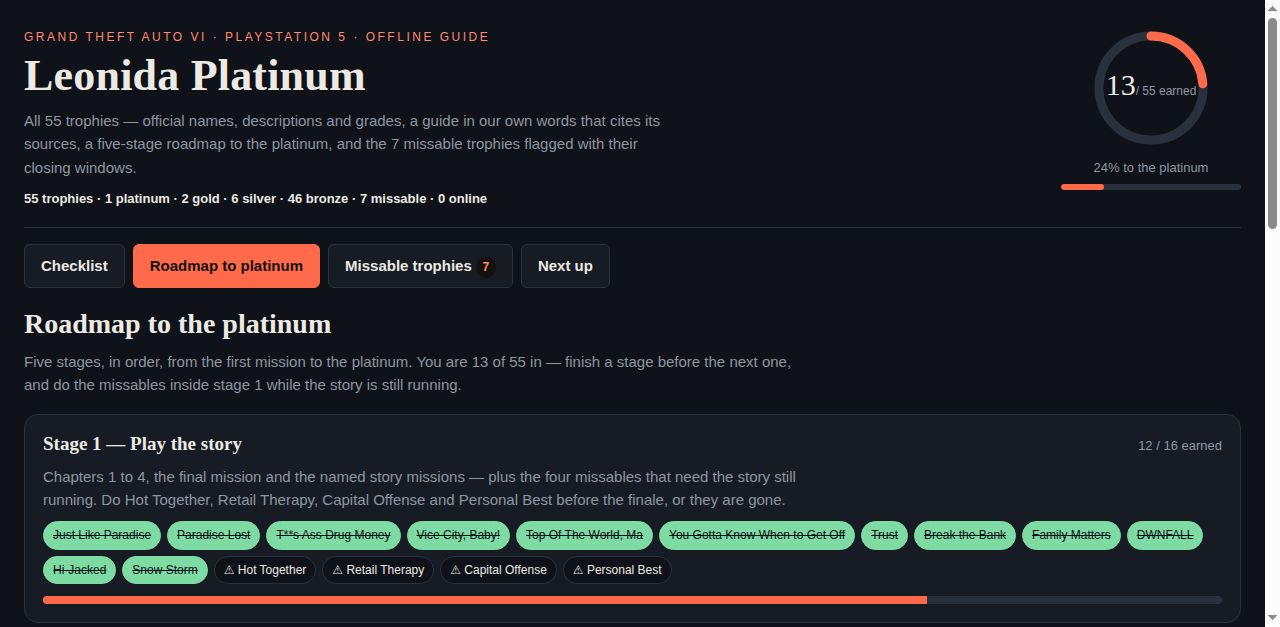 GRAND THEFT AUTO VI · PLAYSTATION 5 · OFFLINE GUIDE
Leonida Platinum
All 55 trophies — official names, descriptions and grades, a guide in our own words that cites its
sources, a five-stage roadmap to the platinum, and the 7 missable trophies flagged with their
closing windows.
55 trophies · 1 platinum · 2 gold · 6 silver · 46 bronze · 7 missable · 0 online
13 / 55 earned
24% to the platinum
Checklist
Roadmap to platinum
Missable trophies 7
Next up
Roadmap to the platinum
Five stages, in order, from the first mission to the platinum. You are 13 of 55 in — finish a stage before the next one,
and do the missables inside stage 1 while the story is still running.
Stage 1 — Play the story
12 / 16 earned
Chapters 1 to 4, the final mission and the named story missions — plus the four missables that need the story still
running. Do Hot Together, Retail Therapy, Capital Offense and Personal Best before the finale, or they are gone.
Just Like Paradise
Paradise Lost
T**s Ass Drug Money
Vice City, Baby!
Top Of The World, Ma
You Gotta Know When to Get Off
Trust
Break the Bank
Family Matters
DWNFALL
Hi Jacked
Snow Storm
⚠ Hot Together
⚠ Retail Therapy
⚠ Capital Offense
⚠ Personal Best